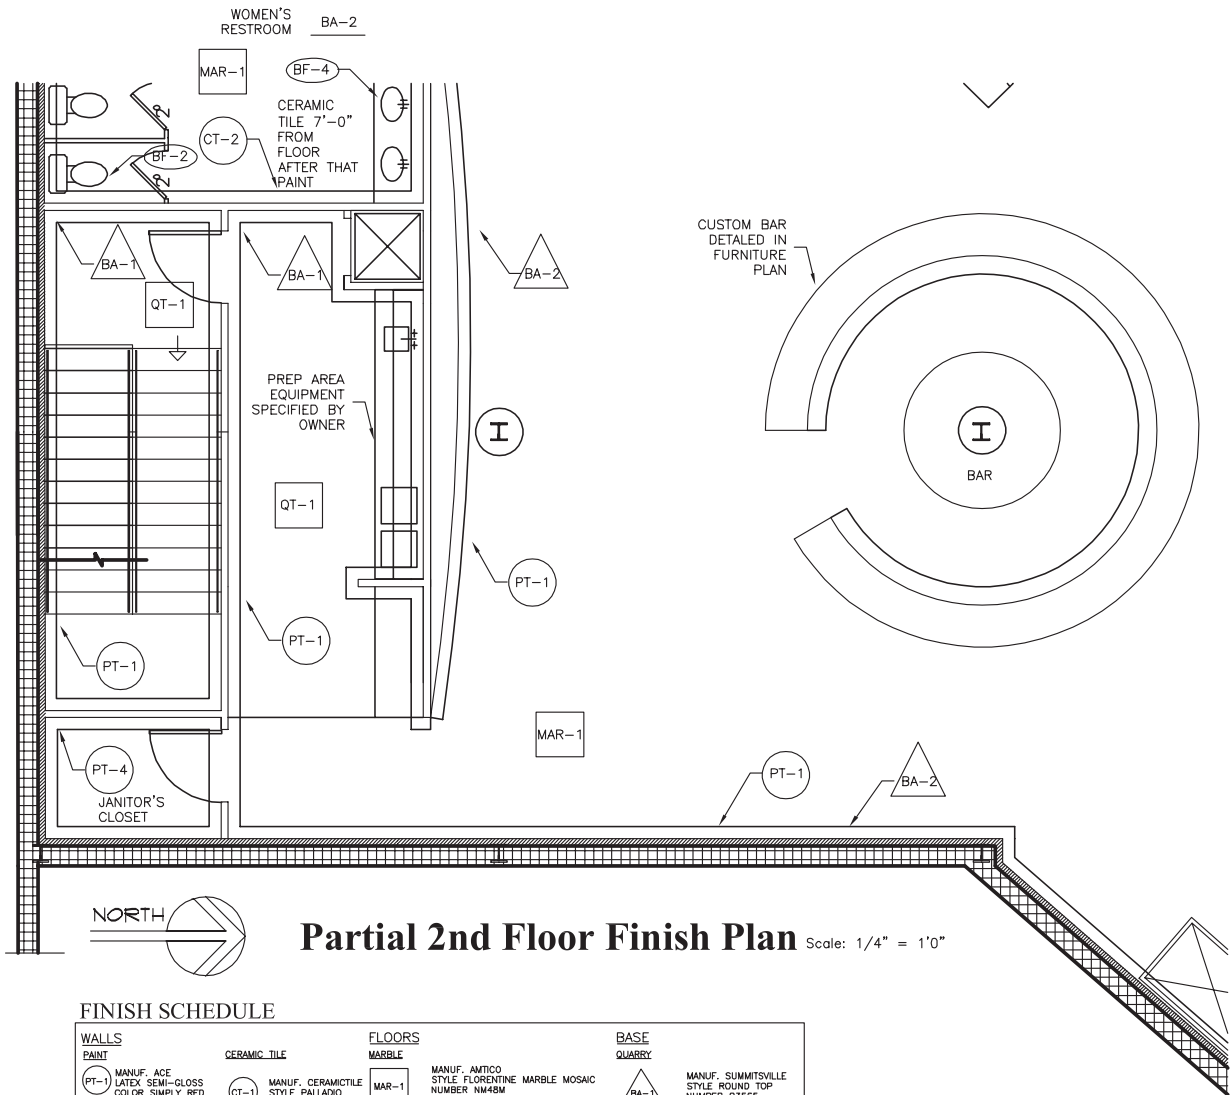 WOMEN'S
RESTROOM
BA-2
MAR-1
BF-4
CERAMIC
TILE 7'-0"
FROM
FLOOR
AFTER THAT
PAINT
CT-2
BF-2
BA-1
BA-1
BA-2
CUSTOM BAR
DETALED IN
FURNITURE
PLAN
QT-1
PREP AREA
EQUIPMENT
SPECIFIED BY
OWNER
I
I
BAR
QT-1
PT-1
PT-1
PT-1
MAR-1
PT-4
JANITOR'S
CLOSET
PT-1
BA-2
NORTH
Partial 2nd Floor Finish Plan Scale: 1/4" = 1'0"
FINISH SCHEDULE
WALLS
PAINT
PT-1
MANUF. ACE
LATEX SEMI-GLOSS
COLOR SIMPLY RED
CERAMIC TILE
CT-1
MANUF. CERAMICTILE
STYLE PALLADIO
FLOORS
MARBLE
MAR-1
MANUF. AMTICO
STYLE FLORENTINE MARBLE MOSAIC
NUMBER NM48M
BASE
QUARRY
BA-1
MANUF. SUMMITSVILLE
STYLE ROUND TOP